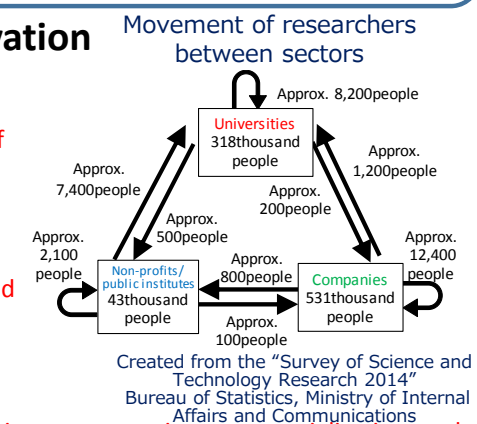 vation
Movement of researchers
between sectors
Approx. 8,200people
Universities
318thousand
people
Approx.
7,400people
Approx.
500people
Approx.
200people
Approx.
1,200people
Approx.
2,100
people
Non-profits/
public institutes
43thousand
people
Approx.
800people
Approx.
100people
Companies
531thousand
people
Approx.
12,400
people
f
d
Created from the “Survey of Science and
Technology Research 2014”
Bureau of Statistics, Ministry of Internal
Affairs and Communications